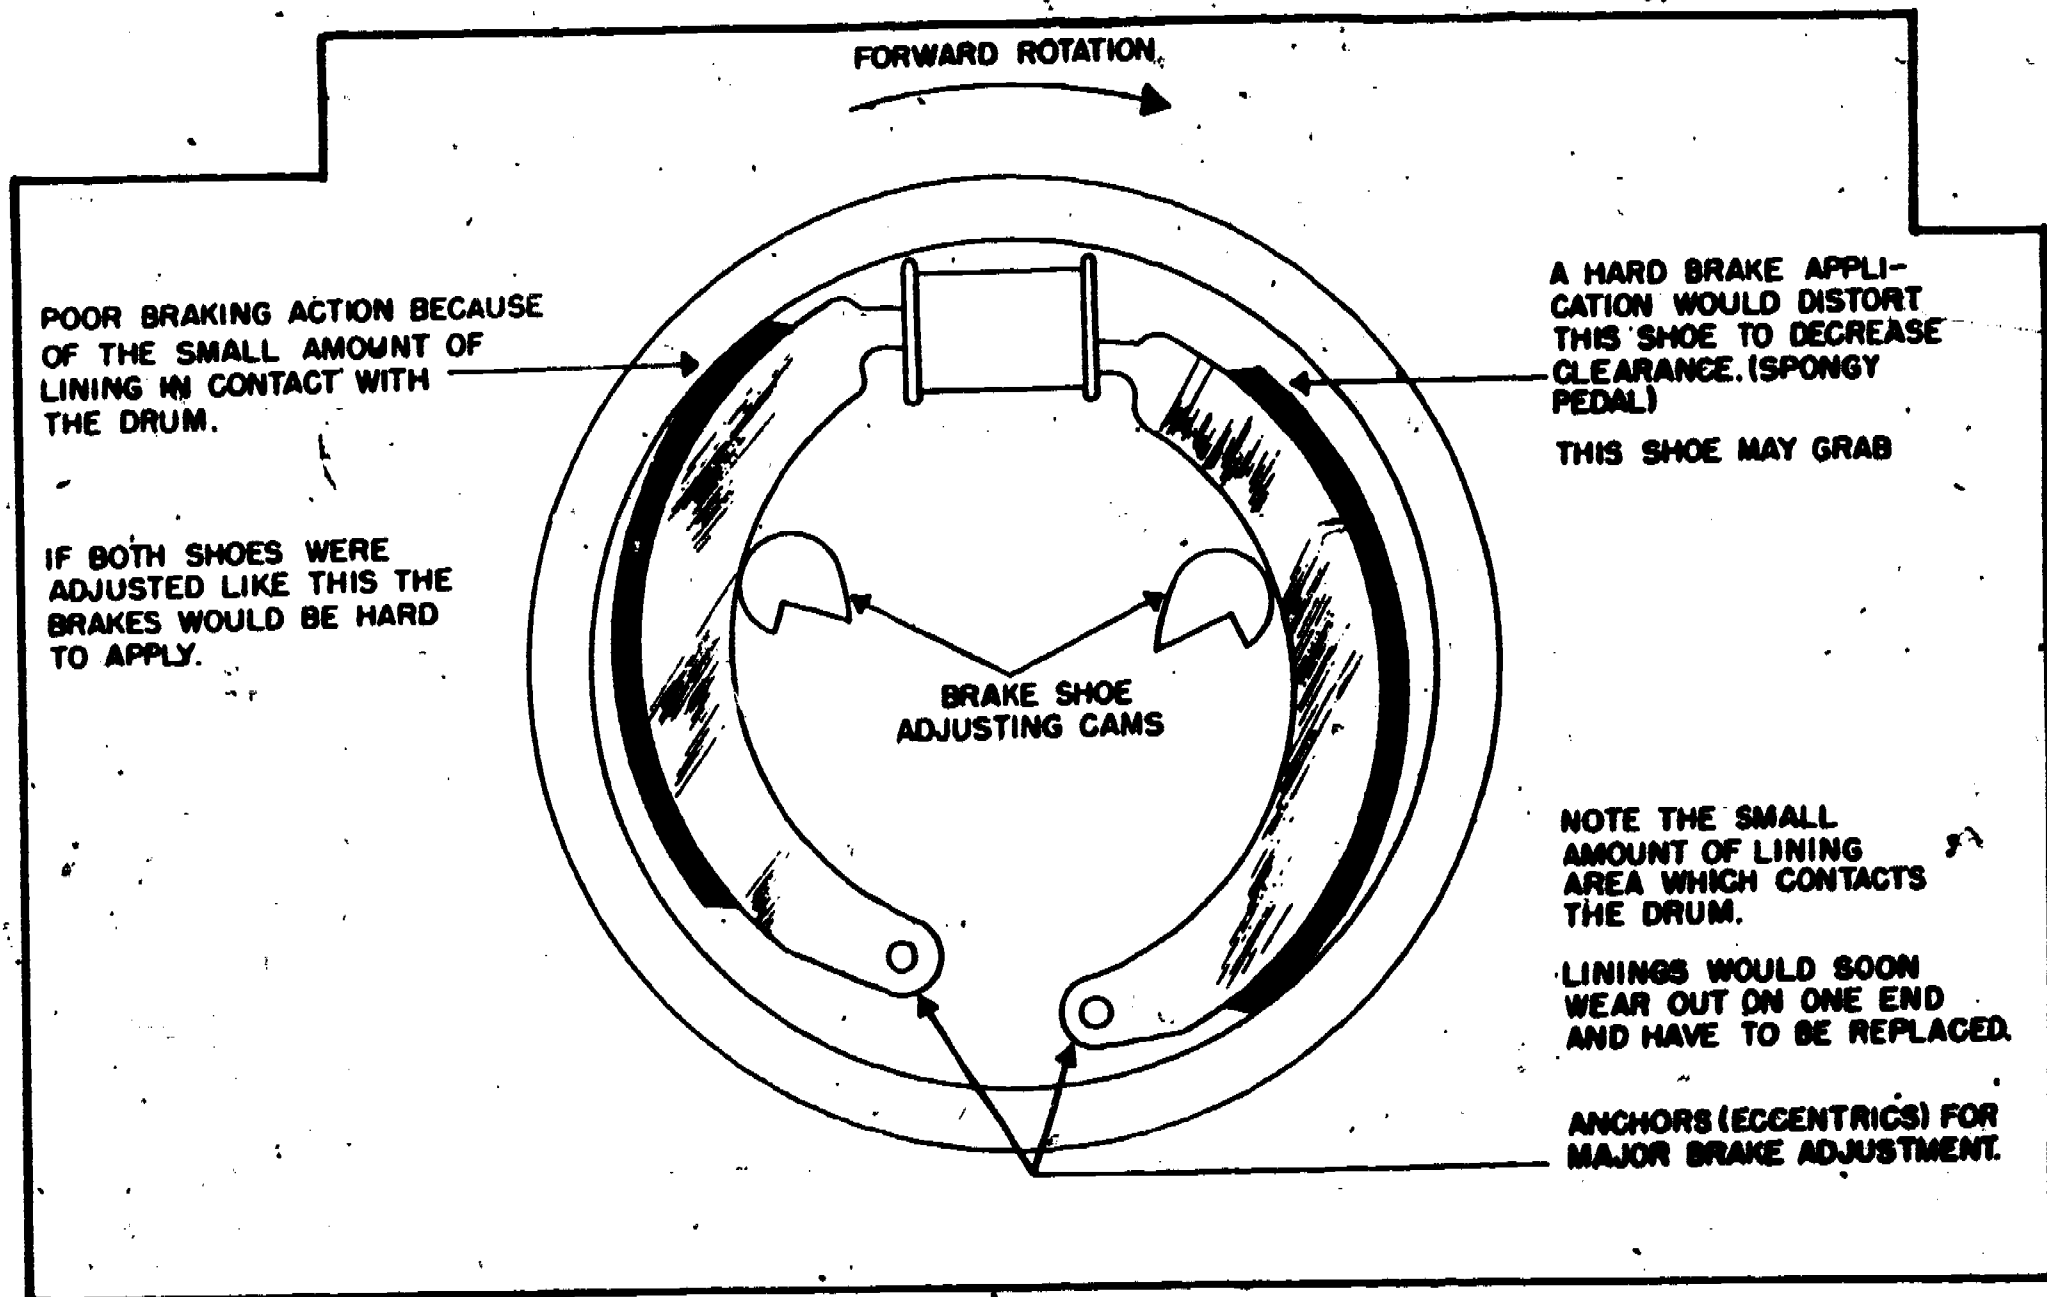 FORWARD ROTATION
POOR BRAKING ACTION BECAUSE
OF THE SMALL AMOUNT OF
LINING IN CONTACT WITH
THE DRUM.
IF BOTH SHOES WERE
ADJUSTED LIKE THIS THE
BRAKES WOULD BE HARD
TO APPLY.
BRAKE SHOE
ADJUSTING CAMS
A HARD BRAKE APPLI-
CATION WOULD DISTORT
THIS SHOE TO DECREASE
CLEARANCE. (SPONGY
PEDAL)
THIS SHOE MAY GRAB
NOTE THE SMALL
AMOUNT OF LINING
AREA WHICH CONTACTS
THE DRUM.
LININGS WOULD SOON
WEAR OUT ON ONE END
AND HAVE TO BE REPLACED.
ANCHORS (ECCENTRICS) FOR
MAJOR BRAKE ADJUSTMENT.